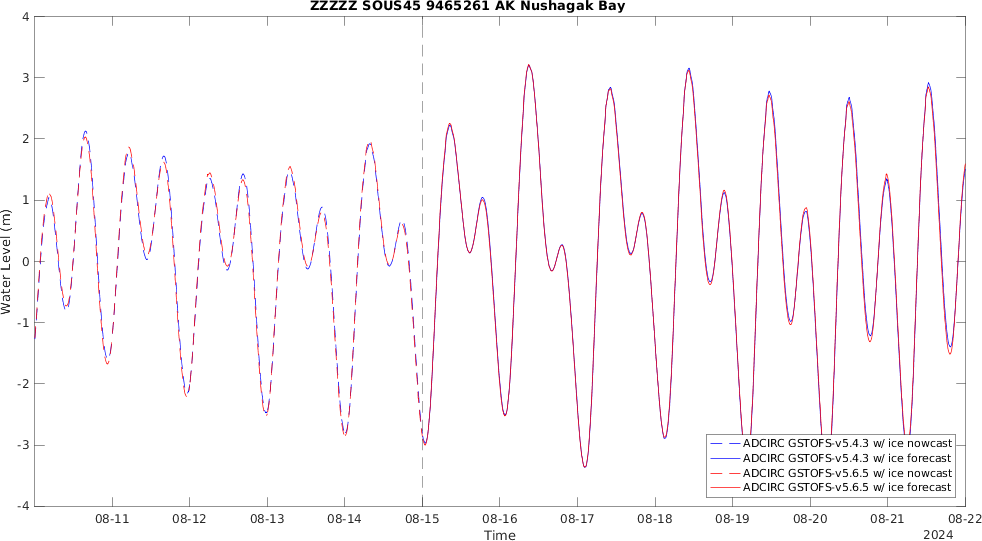 ZZZZZ SOUS45 9465261 AK Nushagak Bay
4
3
2
1
0
-1
-2
-3
-4
Water Level (m)
ADCIRC GSTOFS-v5.4.3 w/ ice nowcast
ADCIRC GSTOFS-v5.4.3 w/ ice forecast
ADCIRC GSTOFS-v5.6.5 w/ ice nowcast
ADCIRC GSTOFS-v5.6.5 w/ ice forecast
08-11 08-12 08-13 08-14 08-15 08-16 08-17 08-18 08-19 08-20 08-21 08-22
Time
2024